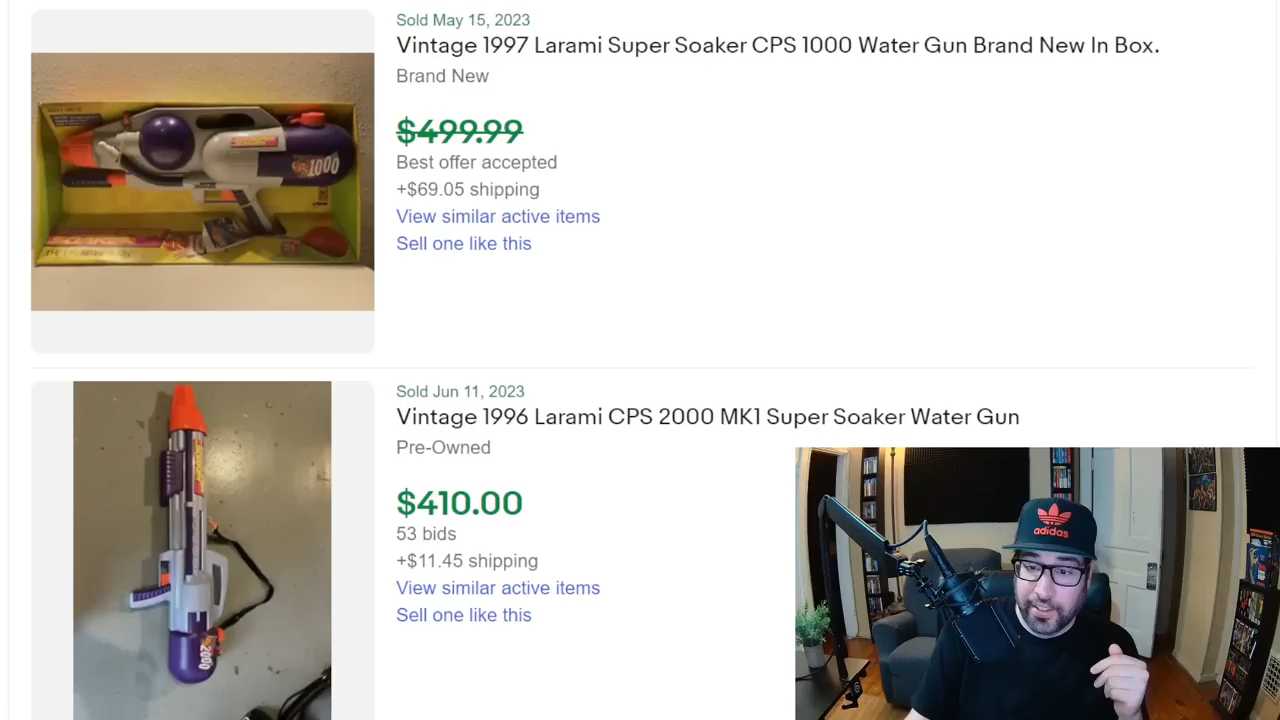 Sold May 15, 2023
Vintage 1997 Larami Super Soaker CPS 1000 Water Gun Brand New In Box.
Brand New
$499.99
Best offer accepted
+$69.05 shipping
View similar active items
Sell one like this
1000
Sold Jun 11, 2023
Vintage 1996 Larami CPS 2000 MK1 Super Soaker Water Gun
Pre-Owned
$410.00
53 bids
+$11.45 shipping
View similar active items
Sell one like this
2000
adidas